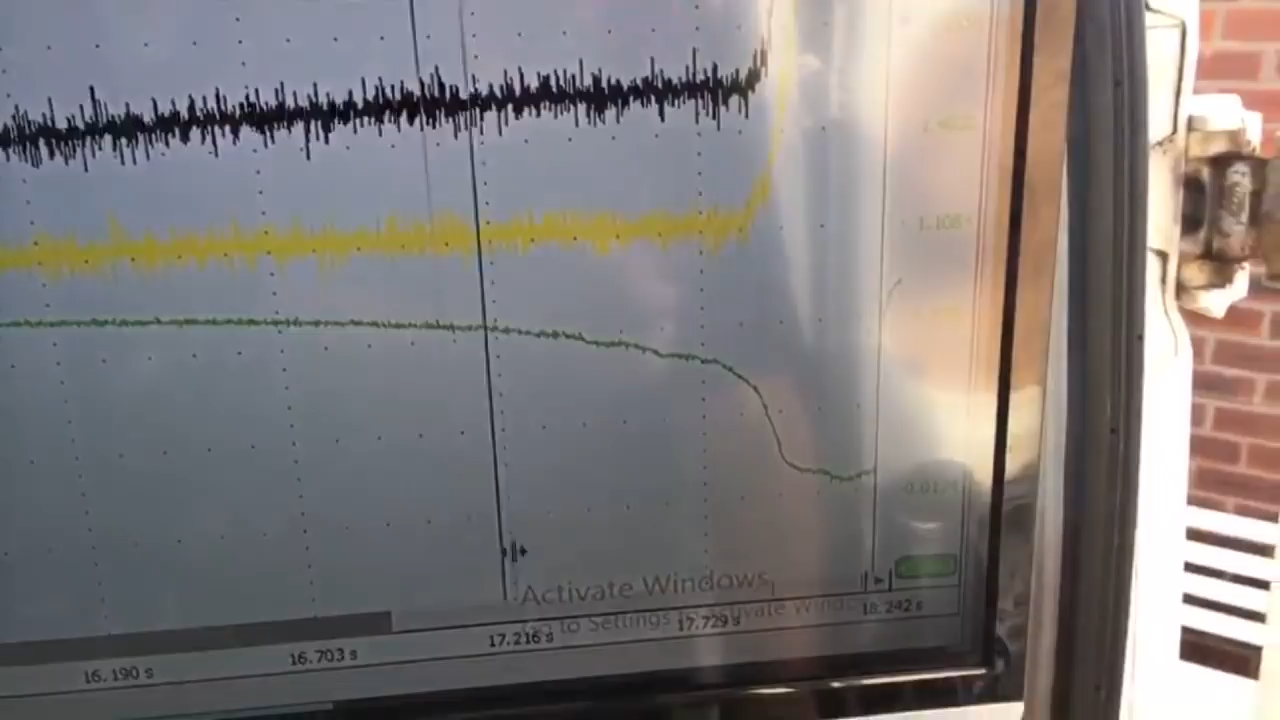 1.108
Activate Windows
Go to Settings to Activate Windows
16.190 s
16.703 s
17.216 s
17.729 s
18.242 s